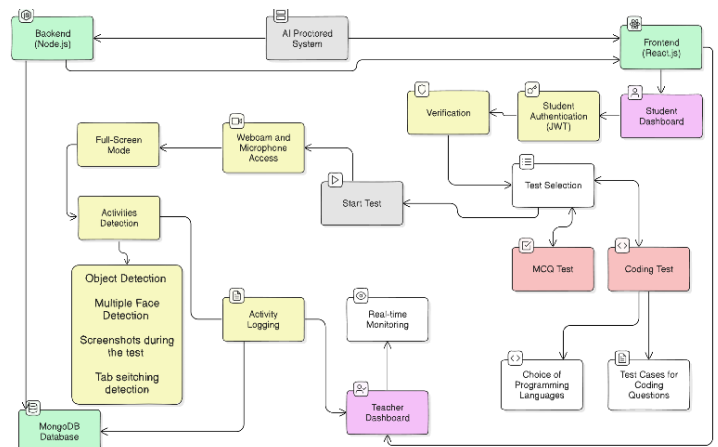 Backend
(Node.js)
AI Proctored
System
Frontend
(React.js)
Verification
Student
Authentication
(JWT)
Student
Dashboard
Full-Screen
Mode
Webcam and
Microphone
Access
Test Selection
Start Test
Activities
Detection
MCQ Test
Coding Test
Object Detection
Multiple Face
Detection
Screenshots during
the test
Tab seitching
detection
Activity
Logging
Real-time
Monitoring
Choice of
Programming
Languages
Test Cases for
Coding
Questions
Teacher
Dashboard
MongoDB
Database